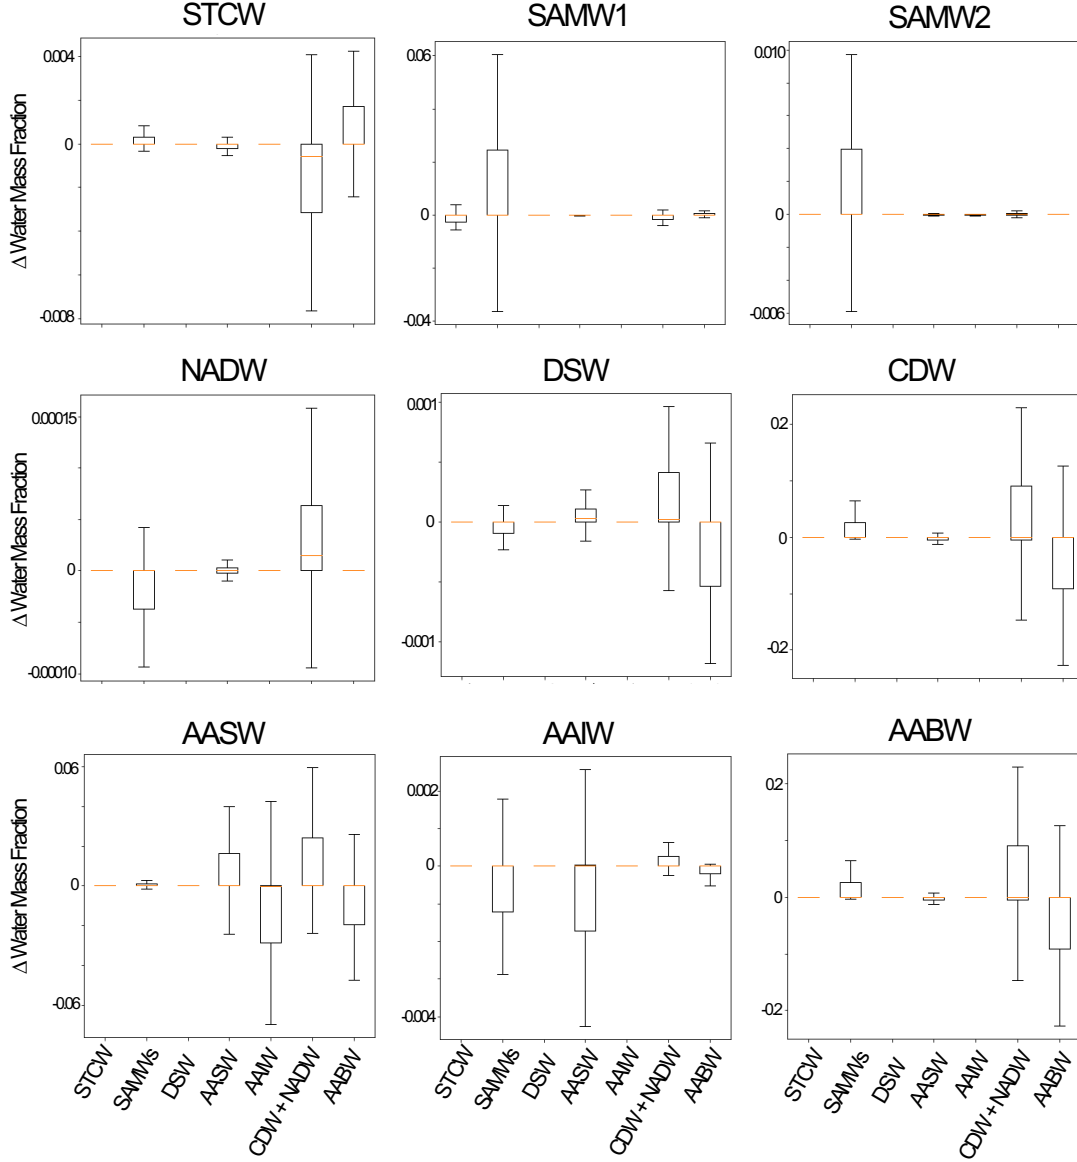 STCW
SAMW1
SAMW2
Δ Water Mass Fraction
0.004
0
-0.008
0.06
0
-0.04
0.010
0
-0.006
NADW
DSW
CDW
Δ Water Mass Fraction
0.00015
0
-0.00010
0.001
0
-0.001
0.2
0
-0.2
AASW
AAIW
AABW
Δ Water Mass Fraction
0.06
0
-0.06
0.002
0
-0.004
0.2
0
-0.2
STCW
SAMWs
DSW
AASW
AAIW
CDW + NADW
AABW
STCW
SAMWs
DSW
AASW
AAIW
CDW + NADW
AABW
STCW
SAMWs
DSW
AASW
AAIW
CDW + NADW
AABW